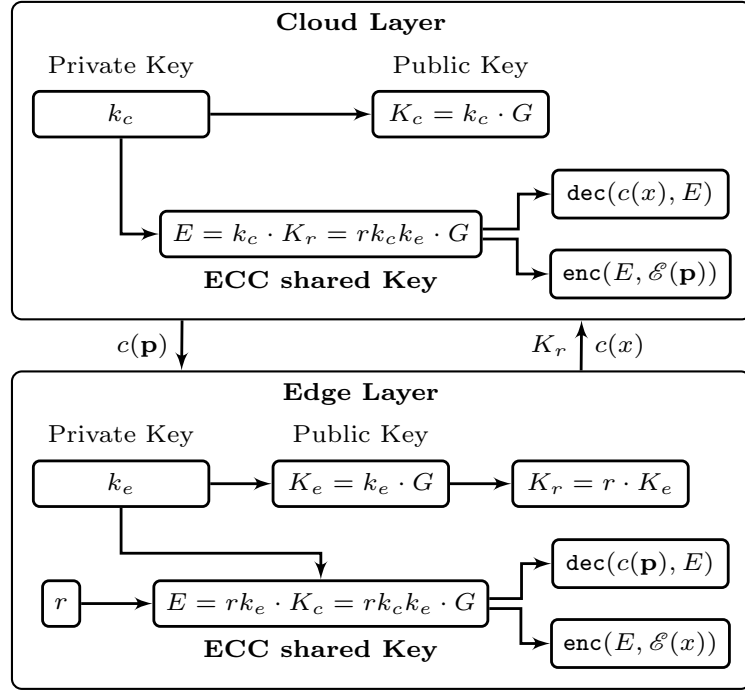 Cloud Layer
Private Key Public Key
k_c K_c = k_c · G
dec(c(x), E)
E = k_c · K_r = rk_ck_e · G
ECC shared Key
enc(E, ℰ(𝐩))
c(𝐩) K_r c(x)
Edge Layer
Private Key Public Key
k_e K_e = k_e · G K_r = r · K_e
dec(c(𝐩), E)
r E = rk_e · K_c = rk_ck_e · G
ECC shared Key
enc(E, ℰ(x))